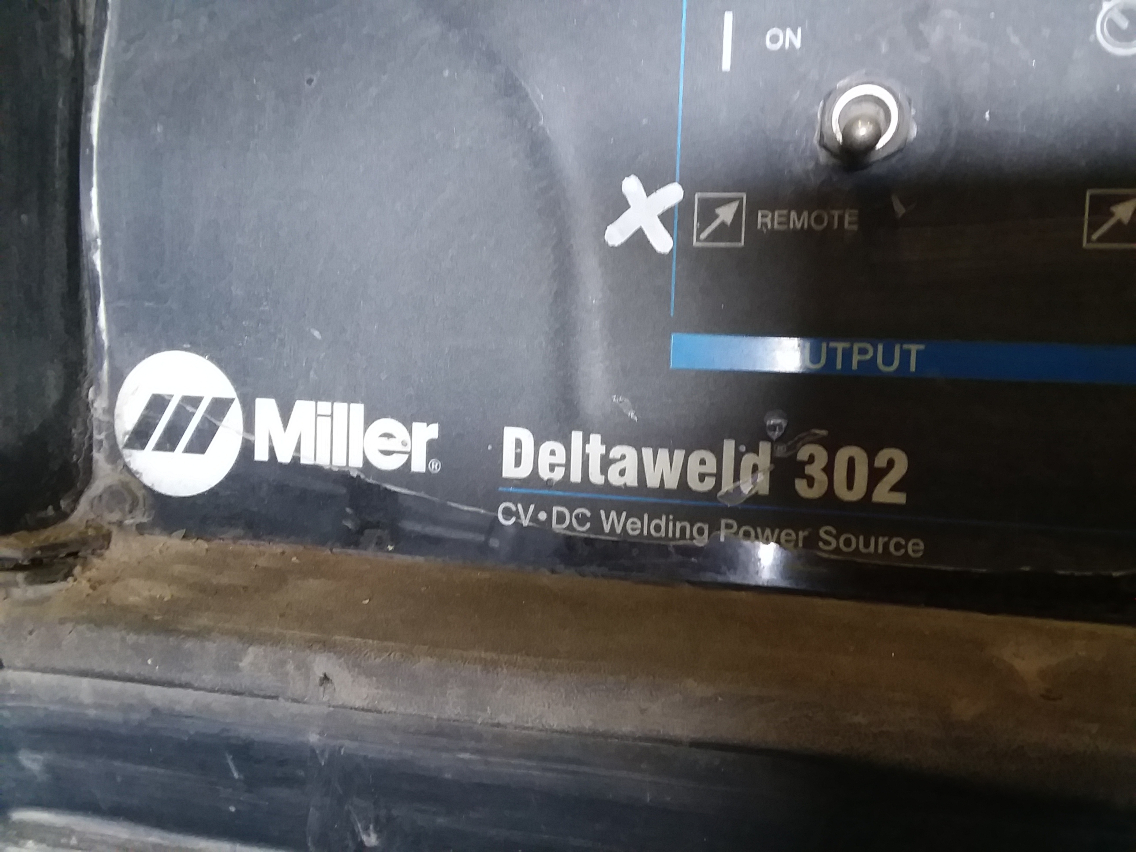 ON
REMOTE
OUTPUT
Miller®
Deltaweld 302
CV•DC Welding Power Source